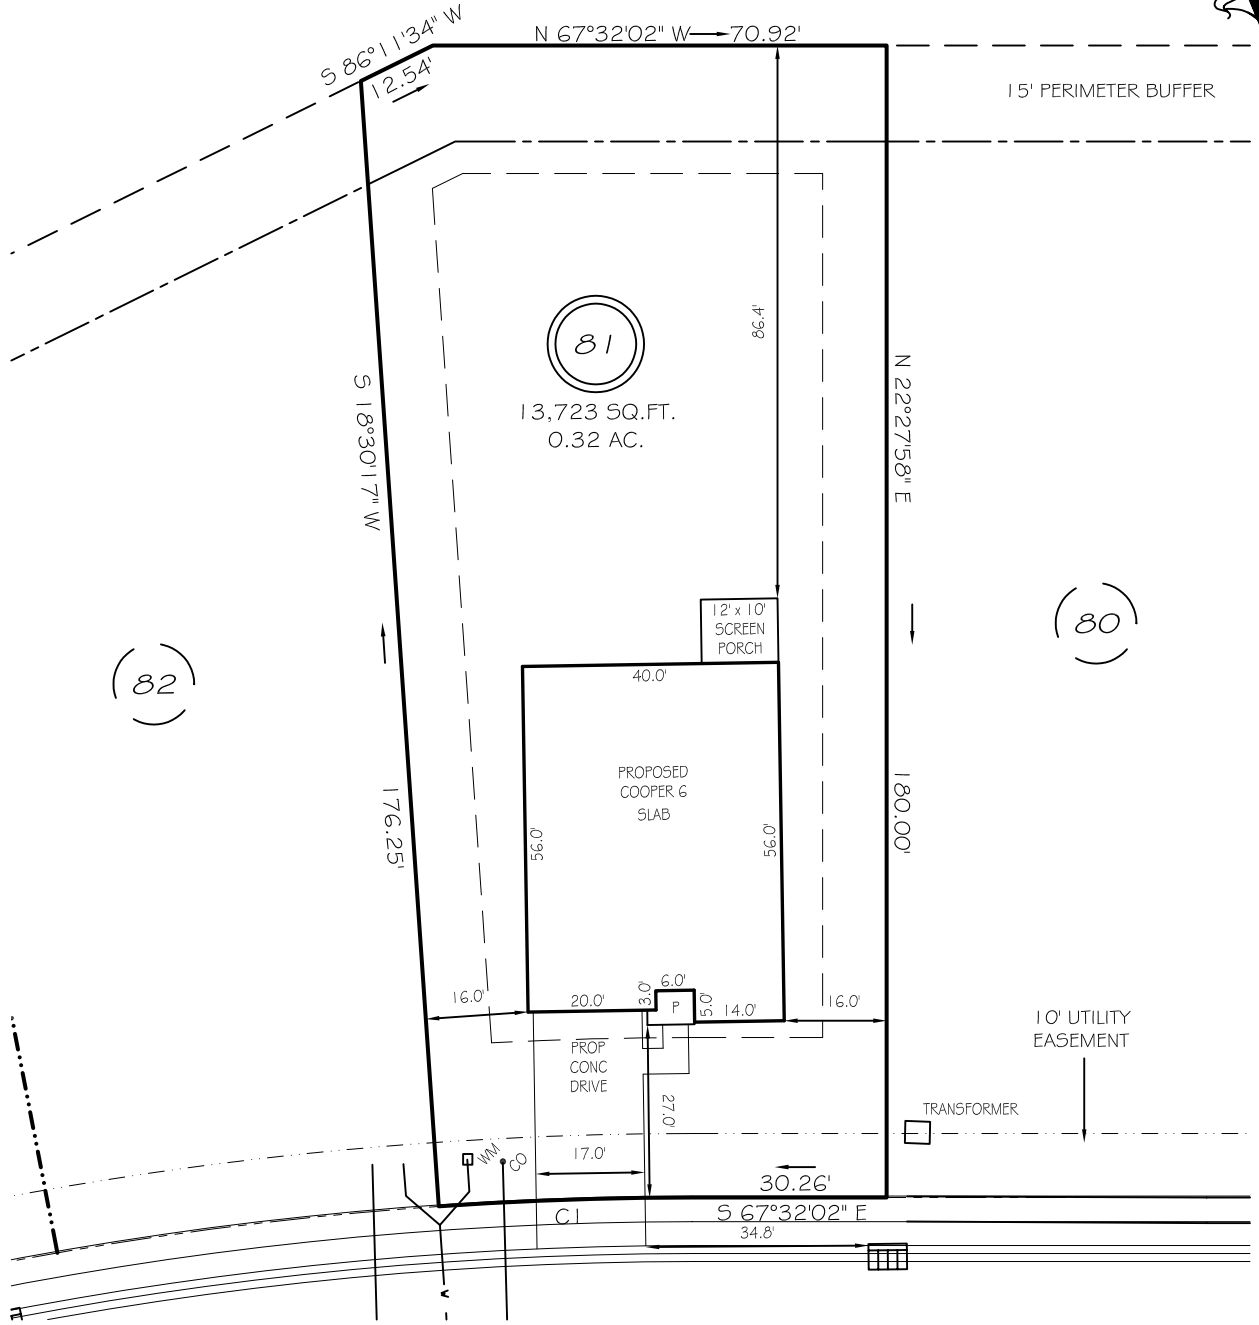 S 86°11'34" W
12.54'
N 67°32'02" W 70.92'
15' PERIMETER BUFFER
86.4'
81
13,723 SQ.FT.
0.32 AC.
S 18°30'17" W
N 22°27'58" E
12' x 10'
SCREEN
PORCH
80
82
40.0'
PROPOSED
COOPER 6
SLAB
56.0'
56.0'
176.25'
180.00'
16.0'
20.0'
3.0'
6.0'
P
5.0'
14.0'
16.0'
10' UTILITY
EASEMENT
PROP
CONC
DRIVE
27.0'
TRANSFORMER
WM
CO
17.0'
30.26'
C1
S 67°32'02" E
34.8'